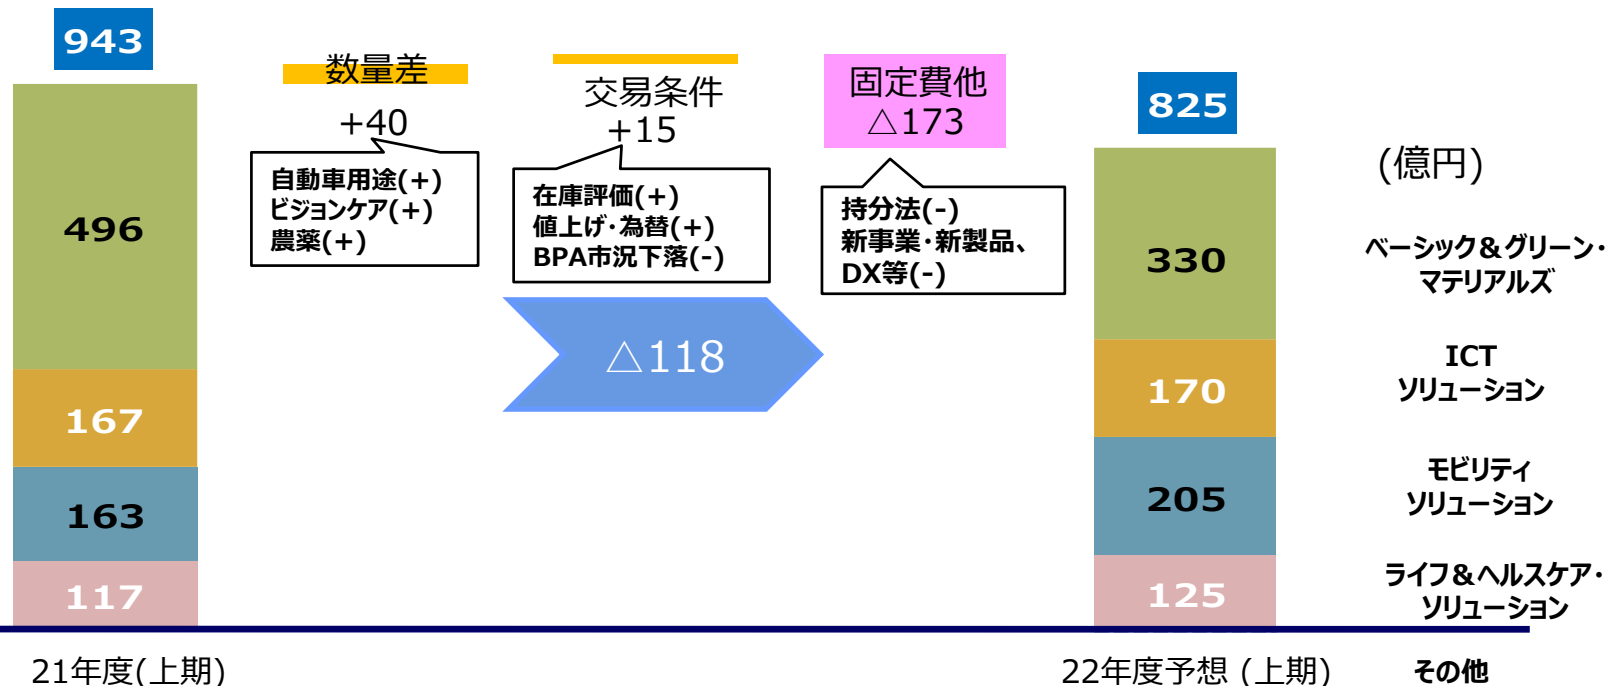 943
496
167
163
117
21年度(上期)
数量差
+40
自動車用途(+)
ビジョンケア(+)
農薬(+)
交易条件
+15
在庫評価(+)
値上げ・為替(+)
BPA市況下落(-)
△118
固定費他
△173
持分法(-)
新事業・新製品、
DX等(-)
825
330
170
205
125
22年度予想 (上期)
(億円)
ベーシック&グリーン・
マテリアルズ
ICT
ソリューション
モビリティ
ソリューション
ライフ&ヘルスケア・
ソリューション
その他